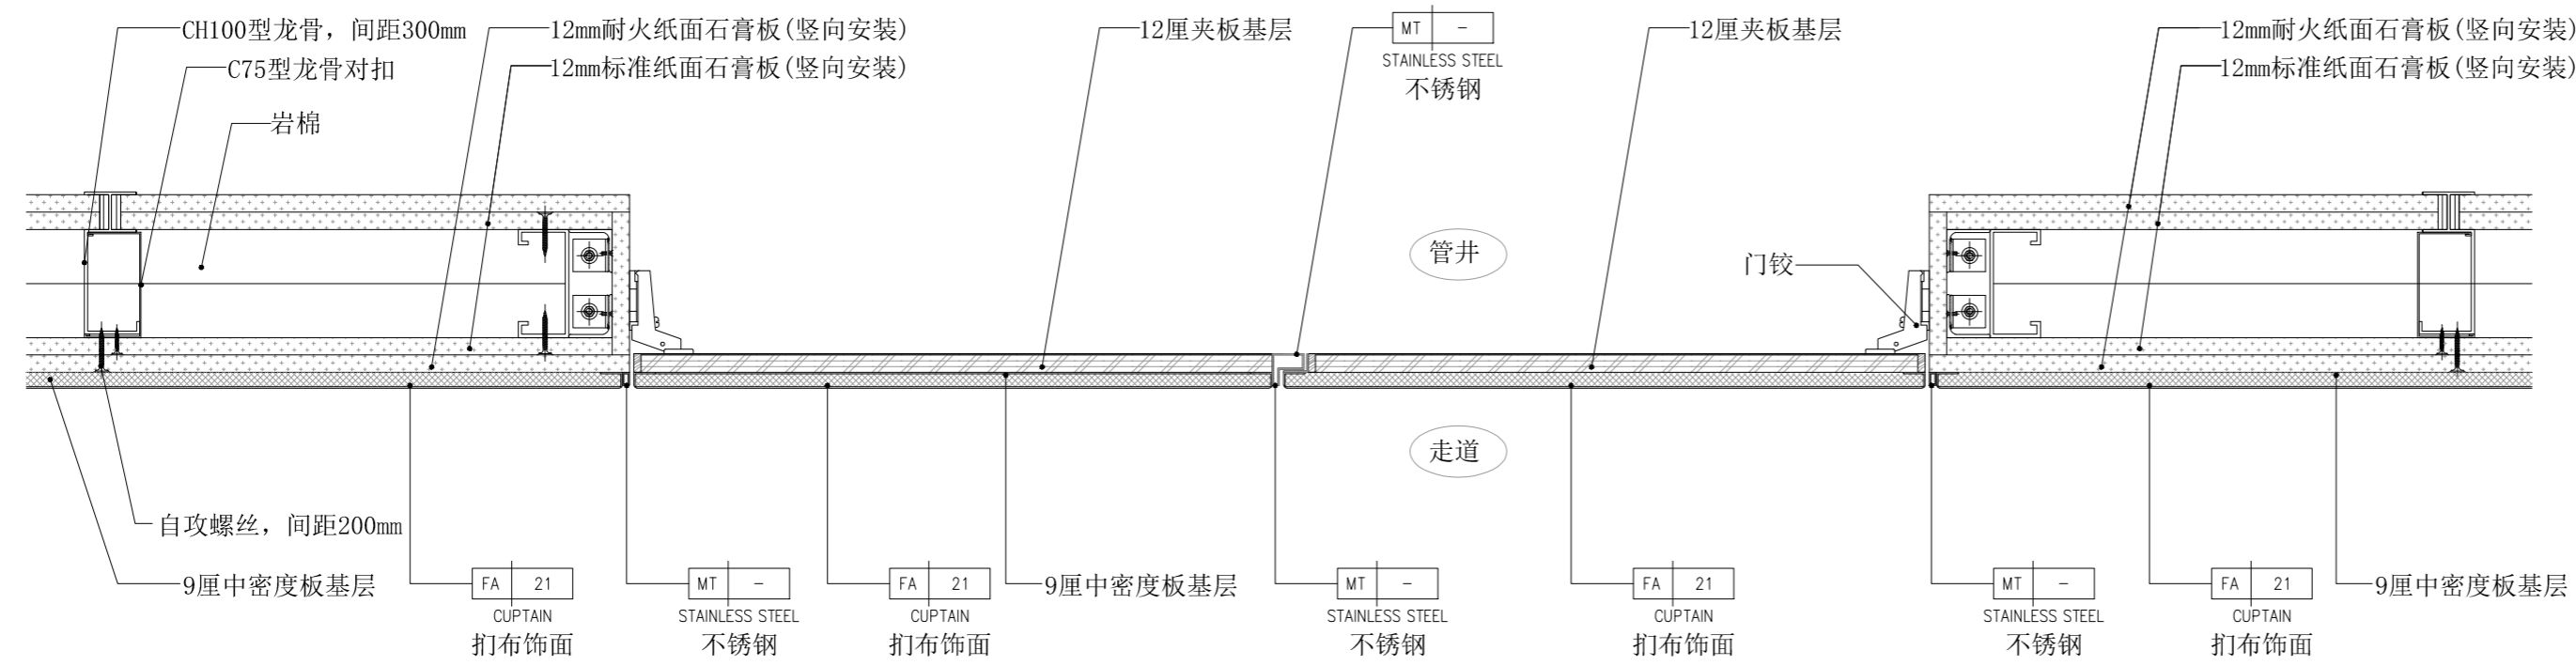 CH100型龙骨，间距300mm
C75型龙骨对扣
岩棉
12mm耐火纸面石膏板(竖向安装)
12mm标准纸面石膏板(竖向安装)
12厘夹板基层
MT -
STAINLESS STEEL
不锈钢
12厘夹板基层
12mm耐火纸面石膏板(竖向安装)
12mm标准纸面石膏板(竖向安装)
管井
门铰
走道
自攻螺丝，间距200mm
9厘中密度板基层
FA 21
CUPTAIN
扪布饰面
MT -
STAINLESS STEEL
不锈钢
FA 21
CUPTAIN
扪布饰面
9厘中密度板基层
MT -
STAINLESS STEEL
不锈钢
FA 21
CUPTAIN
扪布饰面
MT -
STAINLESS STEEL
不锈钢
FA 21
CUPTAIN
扪布饰面
9厘中密度板基层